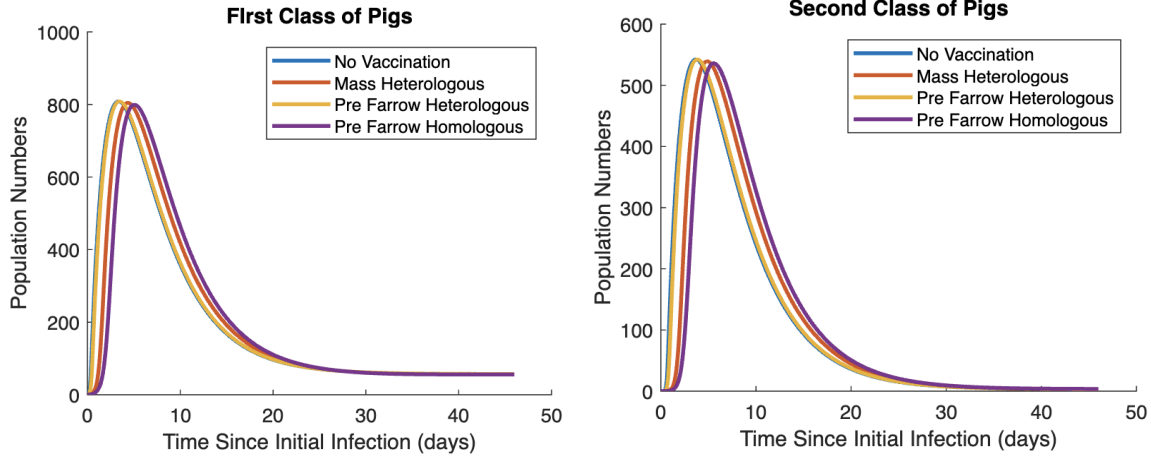 FIrst Class of Pigs
1000
800
600
400
200
0
Population Numbers
No Vaccination
Mass Heterologous
Pre Farrow Heterologous
Pre Farrow Homologous
0 10 20 30 40 50
Time Since Initial Infection (days)
Second Class of Pigs
600
500
400
300
200
100
0
Population Numbers
No Vaccination
Mass Heterologous
Pre Farrow Heterologous
Pre Farrow Homologous
0 10 20 30 40 50
Time Since Initial Infection (days)